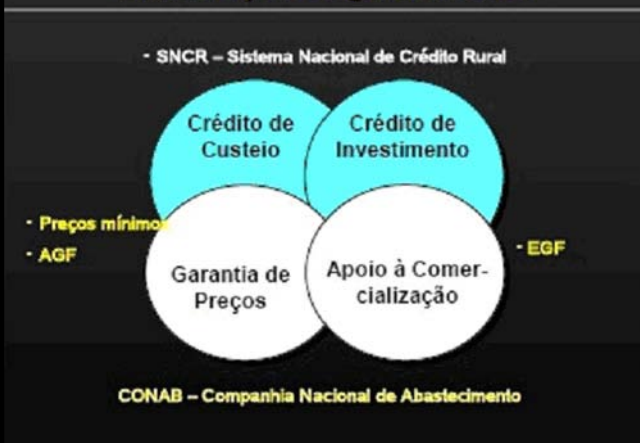 - SNCR – Sistema Nacional de Crédito Rural
Crédito de
Custeio
Crédito de
Investimento
- Preços mínimos
- AGF
Garantia de
Preços
Apoio à Comer-
cialização
- EGF
CONAB – Companhia Nacional de Abastecimento